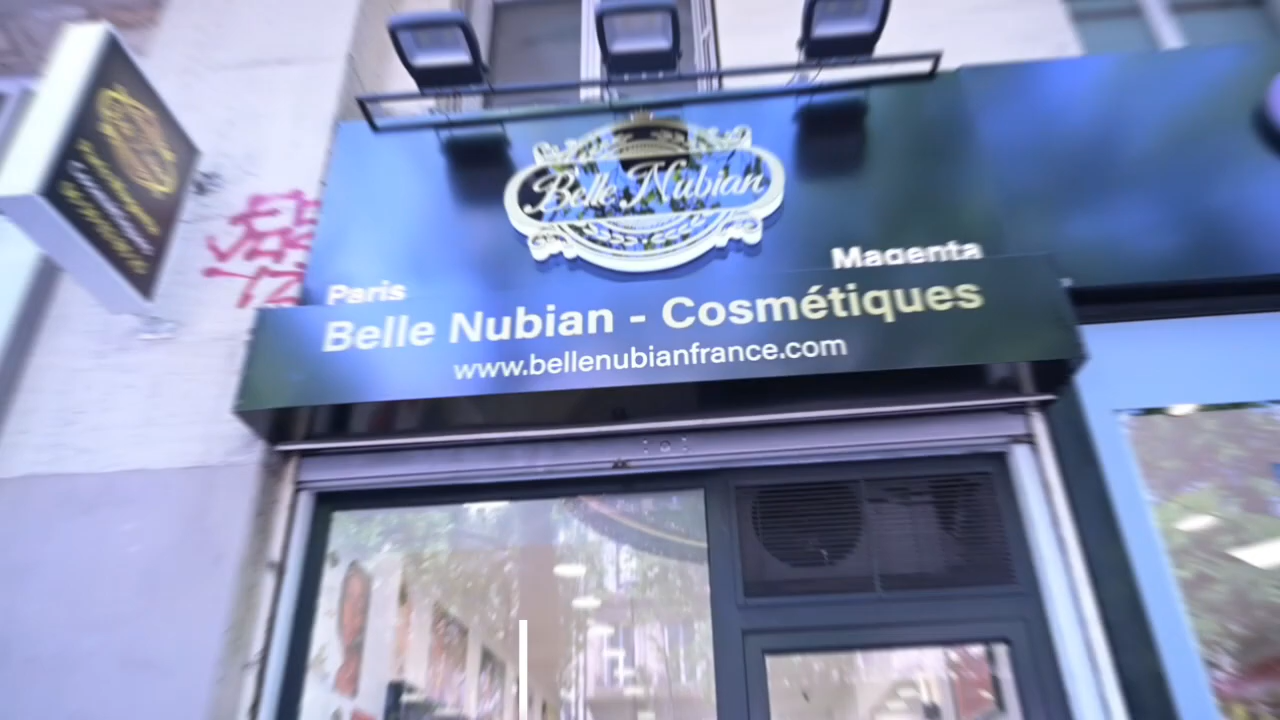 Belle Nubian
Paris
Magenta
Belle Nubian - Cosmétiques
www.bellenubianfrance.com